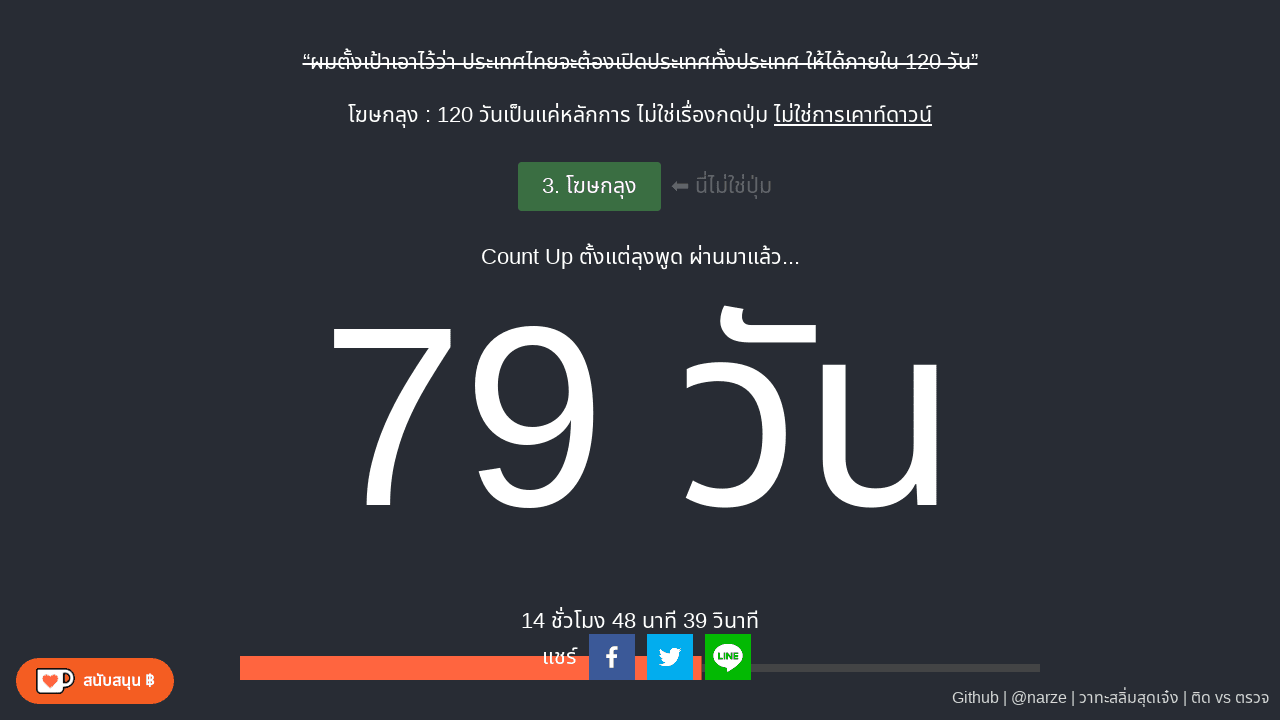 “ผมตั้งเป้าเอาไว้ว่า ประเทศไทยจะต้องเปิดประเทศทั้งประเทศ ให้ได้ภายใน 120 วัน”
โฆษกลุง : 120 วันเป็นแค่หลักการ ไม่ใช่เรื่องกดปุ่ม ไม่ใช่การเคาท์ดาวน์
3. โฆษกลุง ⬅ นี่ไม่ใช่ปุ่ม
Count Up ตั้งแต่ลุงพูด ผ่านมาแล้ว...
79 วัน
14 ชั่วโมง 48 นาที 39 วินาที
แชร์ LINE
สนับสนุน ฿
Github | @narze | วาทะสลิ่มสุดเจ๋ง | ติด vs ตรวจ